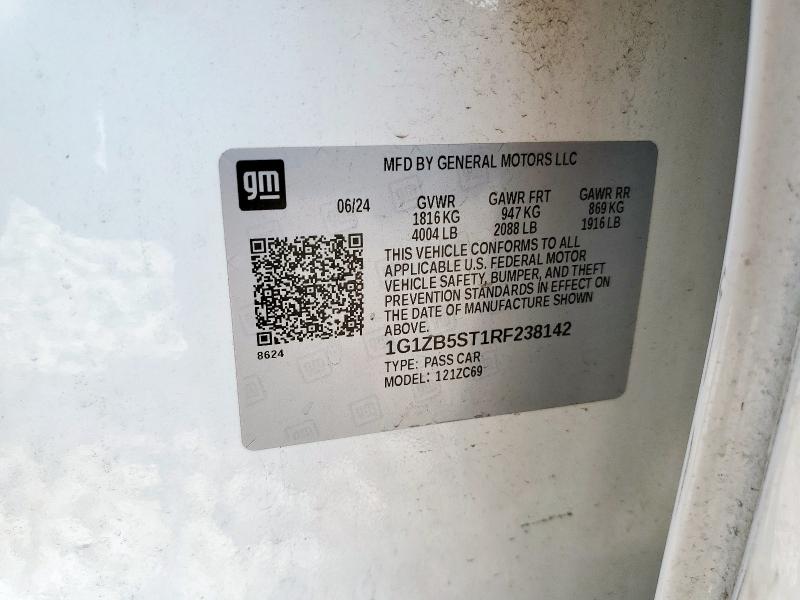 gm
MFD BY GENERAL MOTORS LLC
06/24 GVWR GAWR FRT GAWR RR
1816 KG 947 KG 869 KG
4004 LB 2088 LB 1916 LB
THIS VEHICLE CONFORMS TO ALL
APPLICABLE U.S. FEDERAL MOTOR
VEHICLE SAFETY, BUMPER, AND THEFT
PREVENTION STANDARDS IN EFFECT ON
THE DATE OF MANUFACTURE SHOWN
ABOVE.
8624
1G1ZB5ST1RF238142
TYPE: PASS CAR
MODEL: 121ZC69